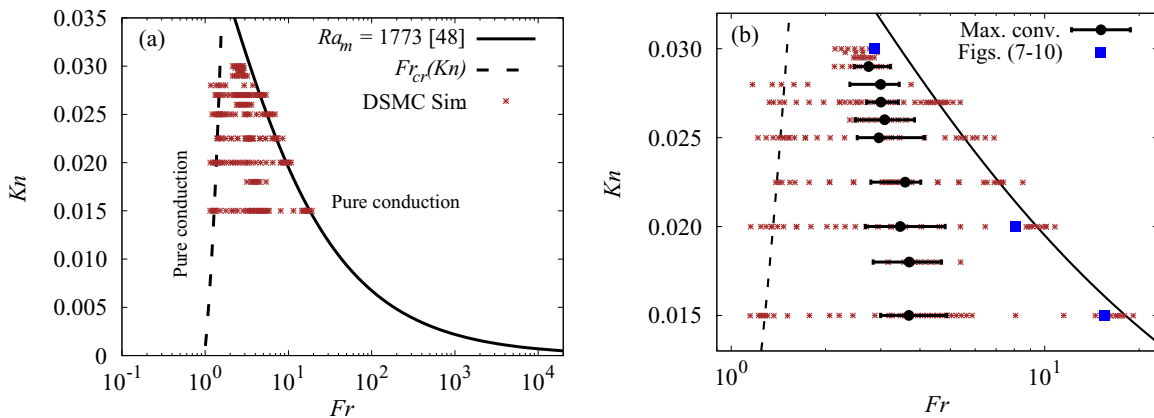 (a)
Ra_m = 1773 [48]
Fr_cr(Kn)
DSMC Sim
Pure conduction
Pure conduction
Kn
0.035
0.030
0.025
0.020
0.015
0.010
0.005
0
10^-1
10^0
10^1
10^2
10^3
10^4
Fr
(b)
Max. conv.
Figs. (7-10)
Kn
0.030
0.025
0.020
0.015
10^0
10^1
Fr